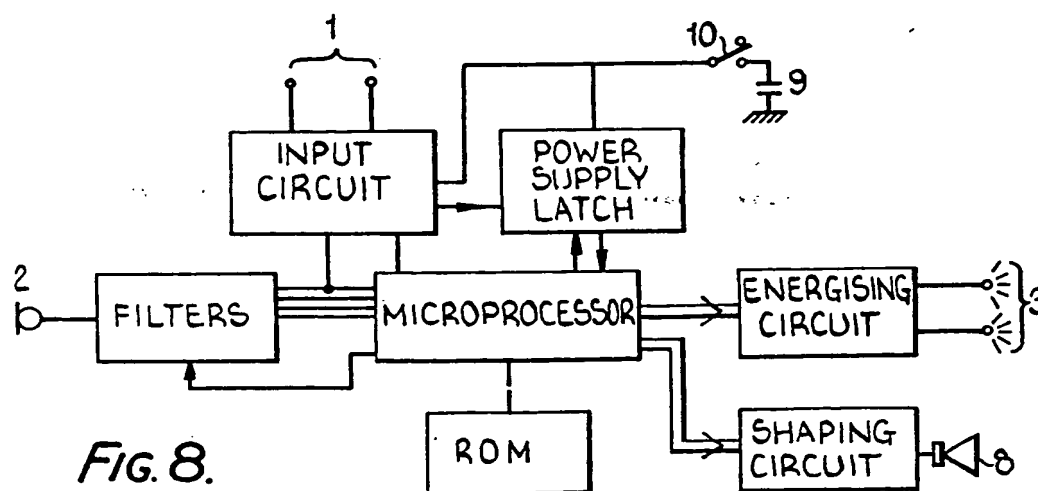 1
10
9
INPUT
CIRCUIT
POWER
SUPPLY
LATCH
2
FILTERS
MICROPROCESSOR
ENERGISING
CIRCUIT
3
ROM
SHAPING
CIRCUIT
8
FIG. 8.